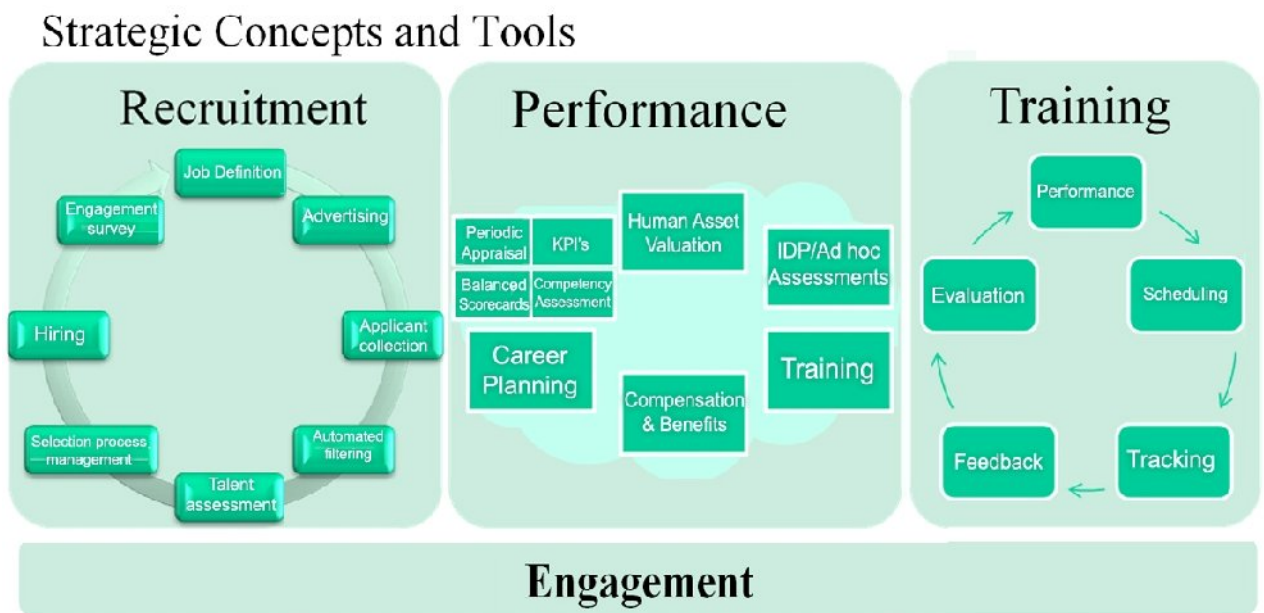 Strategic Concepts and Tools
Recruitment
Job Definition
Advertising
Applicant
collection
Automated
filtering
Talent
assessment
Selection process
management
Hiring
Engagement
survey
Performance
Periodic
Appraisal
KPI's
Balanced
Scorecards
Competency
Assessment
Human Asset
Valuation
IDP/Ad hoc
Assessments
Career
Planning
Compensation
& Benefits
Training
Training
Performance
Scheduling
Tracking
Feedback
Evaluation
Engagement